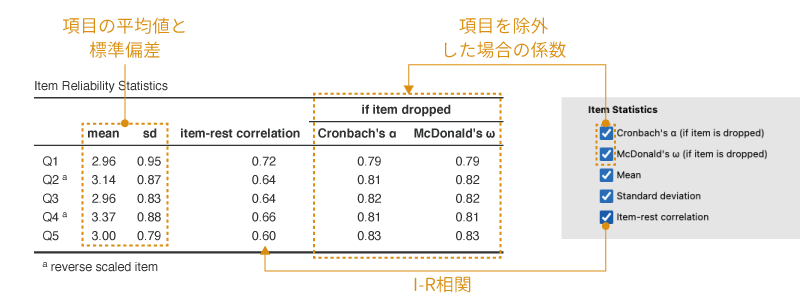 項目の平均値と
標準偏差
項目を除外
した場合の係数
Item Reliability Statistics
if item dropped
mean sd item-rest correlation Cronbach's α McDonald's ω
Q1 2.96 0.95 0.72 0.79 0.79
Q2 ᵃ 3.14 0.87 0.64 0.81 0.82
Q3 2.96 0.83 0.64 0.82 0.82
Q4 ᵃ 3.37 0.88 0.66 0.81 0.81
Q5 3.00 0.79 0.60 0.83 0.83
ᵃ reverse scaled item
Item Statistics
Cronbach's α (if item is dropped)
McDonald's ω (if item is dropped)
Mean
Standard deviation
Item-rest correlation
I-R相関